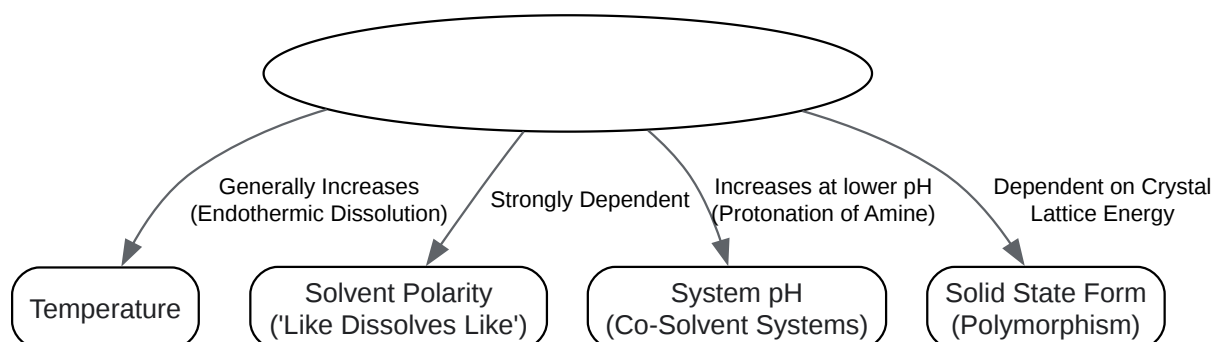 Generally Increases
(Endothermic Dissolution)
Strongly Dependent
Increases at lower pH
(Protonation of Amine)
Dependent on Crystal
Lattice Energy
Temperature
Solvent Polarity
('Like Dissolves Like')
System pH
(Co-Solvent Systems)
Solid State Form
(Polymorphism)